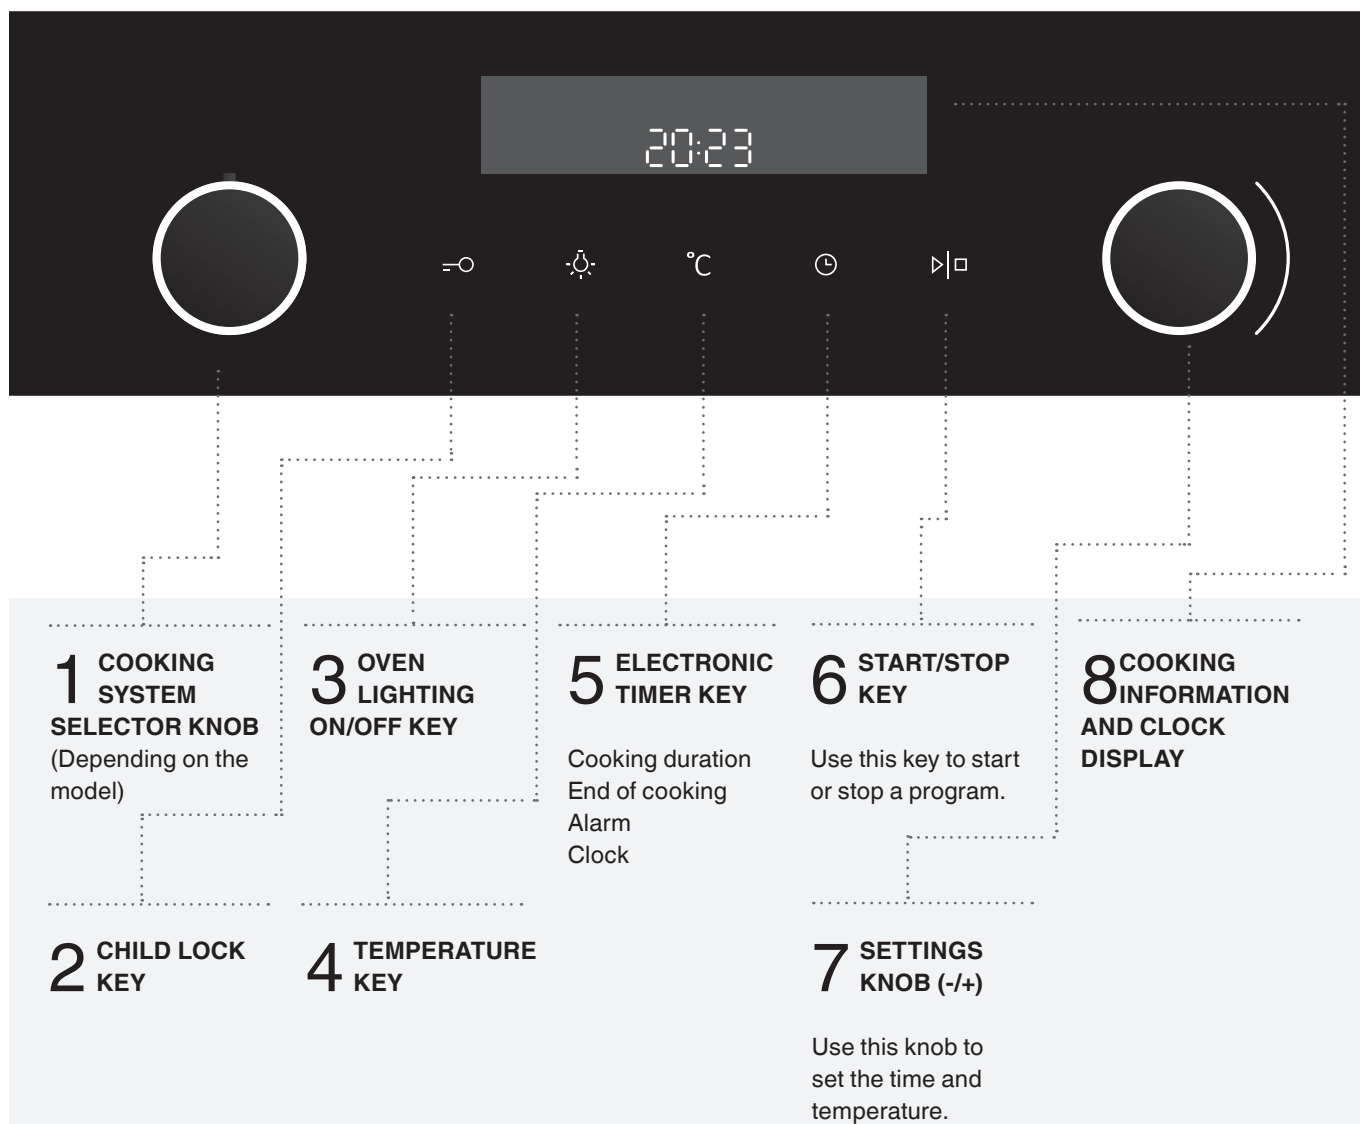 20:23
°C
1 COOKING
SYSTEM
SELECTOR KNOB
(Depending on the
model)
2 CHILD LOCK
KEY
3 OVEN
LIGHTING
ON/OFF KEY
4 TEMPERATURE
KEY
5 ELECTRONIC
TIMER KEY
Cooking duration
End of cooking
Alarm
Clock
6 START/STOP
KEY
Use this key to start
or stop a program.
7 SETTINGS
KNOB (-/+)
Use this knob to
set the time and
temperature.
8 COOKING
INFORMATION
AND CLOCK
DISPLAY